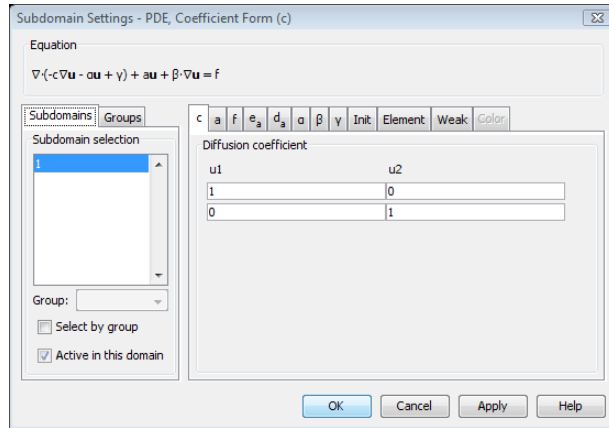 Subdomain Settings - PDE, Coefficient Form (c)
Equation
∇·(-c∇u - αu + γ) + au + β·∇u = f
Subdomains Groups
Subdomain selection
1
Group:
Select by group
Active in this domain
c a f eₐ dₐ α β γ Init Element Weak Color
Diffusion coefficient
u1 u2
1 0
0 1
OK Cancel Apply Help